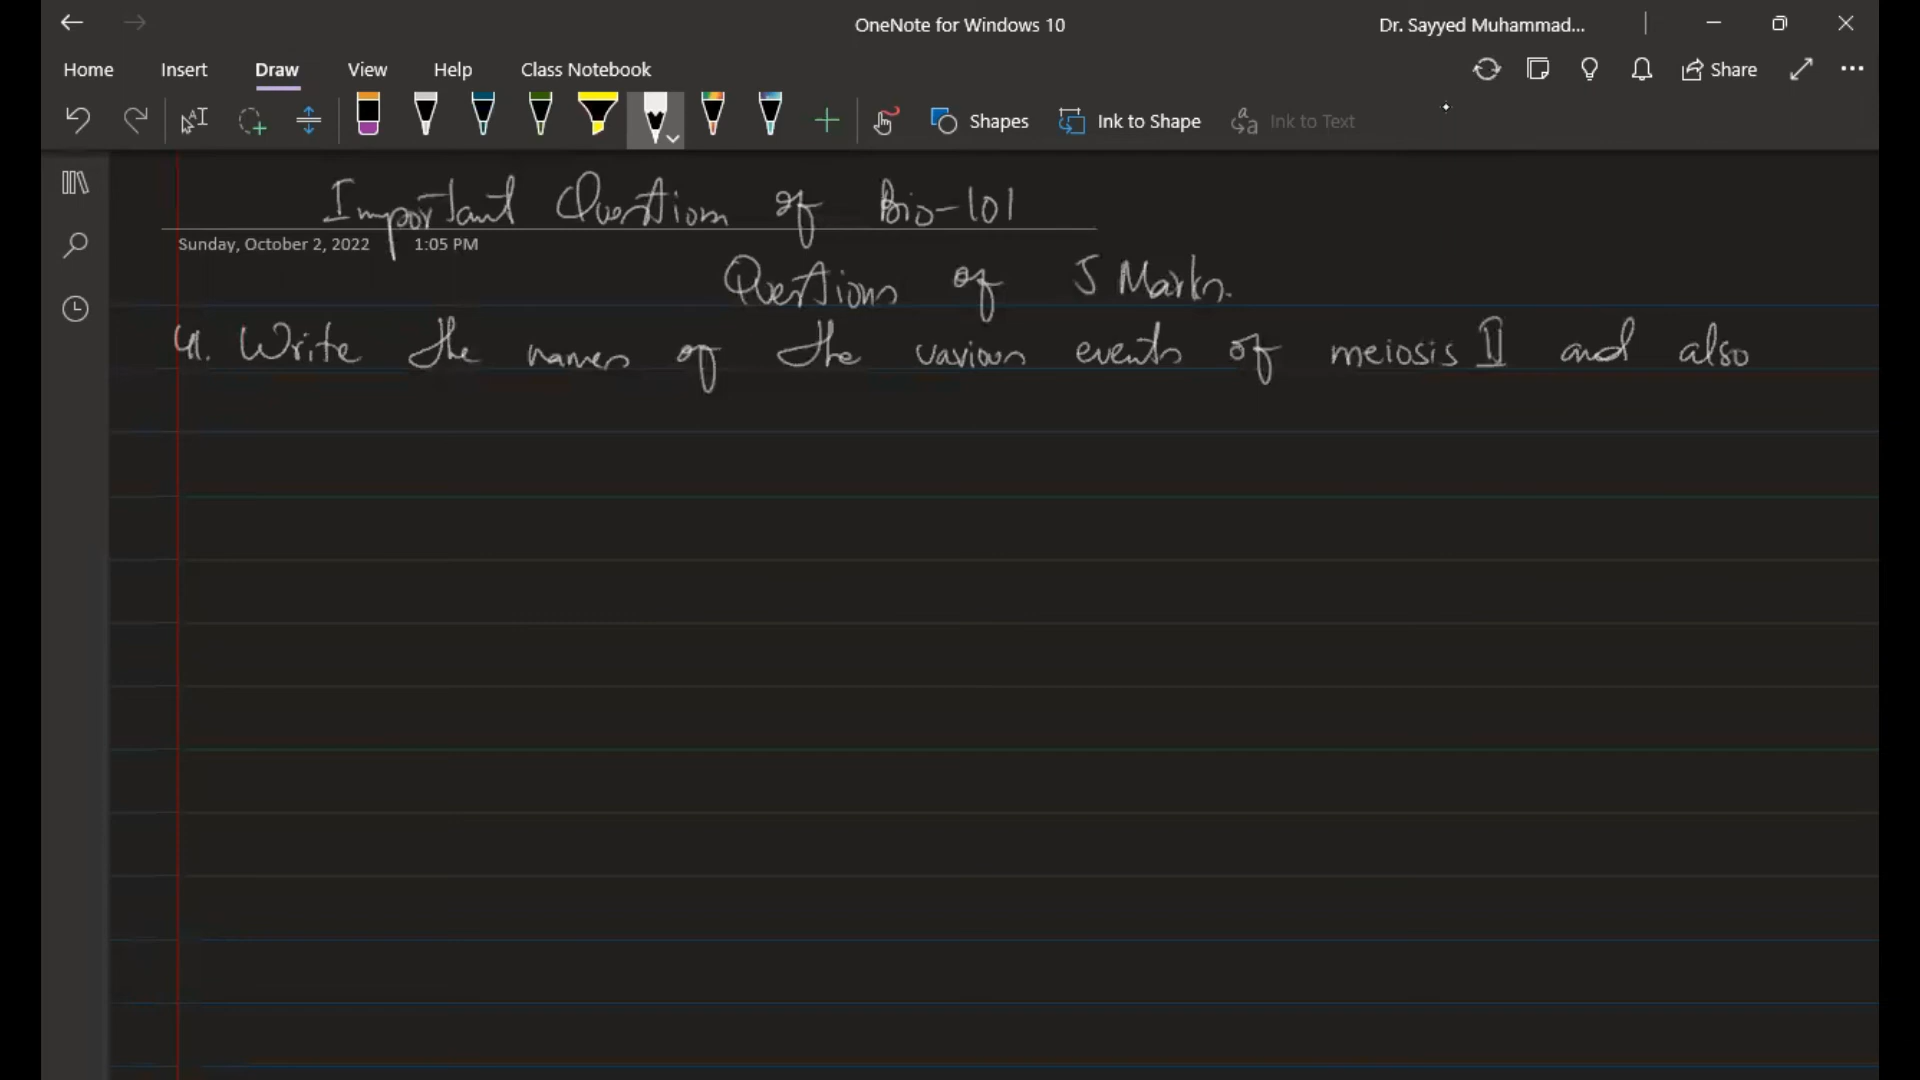 OneNote for Windows 10
Dr. Sayyed Muhammad...
Home Insert Draw View Help Class Notebook
Share
Shapes Ink to Shape Ink to Text
Important Question of Bio-101
Sunday, October 2, 2022 1:05 PM
Questions of 5 Marks.
41. Write the names of the various events of meiosis II and also